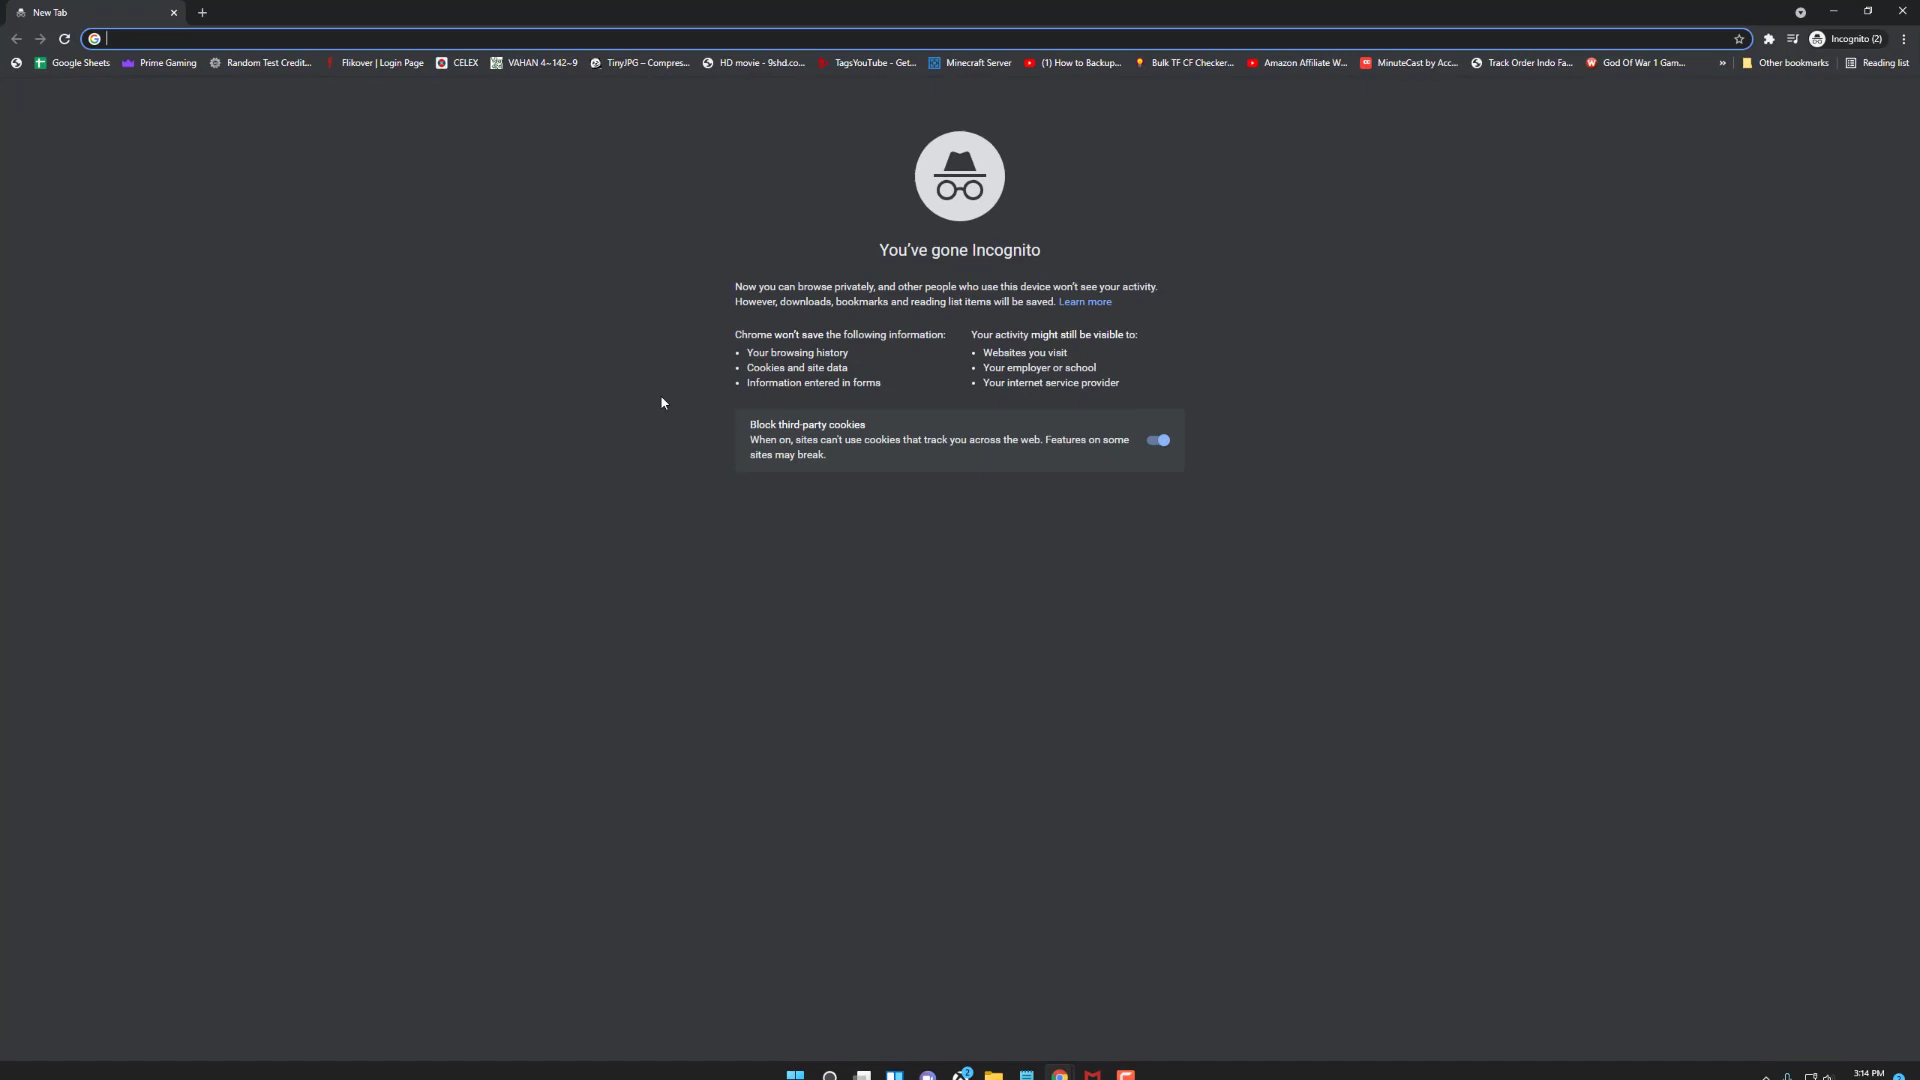 New Tab
Incognito (2)
Google Sheets
Prime Gaming
Random Test Credit...
Flikover | Login Page
CELEX
VAHAN 4~142~9
TinyJPG – Compres...
HD movie - 9shd.co...
TagsYouTube - Get...
Minecraft Server
(1) How to Backup...
Bulk TF CF Checker...
Amazon Affiliate W...
MinuteCast by Acc...
Track Order Indo Fa...
God Of War 1 Gam...
»
Other bookmarks
Reading list
You've gone Incognito
Now you can browse privately, and other people who use this device won't see your activity.
However, downloads, bookmarks and reading list items will be saved. Learn more
Chrome won't save the following information:
• Your browsing history
• Cookies and site data
• Information entered in forms
Your activity might still be visible to:
• Websites you visit
• Your employer or school
• Your internet service provider
Block third-party cookies
When on, sites can't use cookies that track you across the web. Features on some
sites may break.
2
3:14 PM